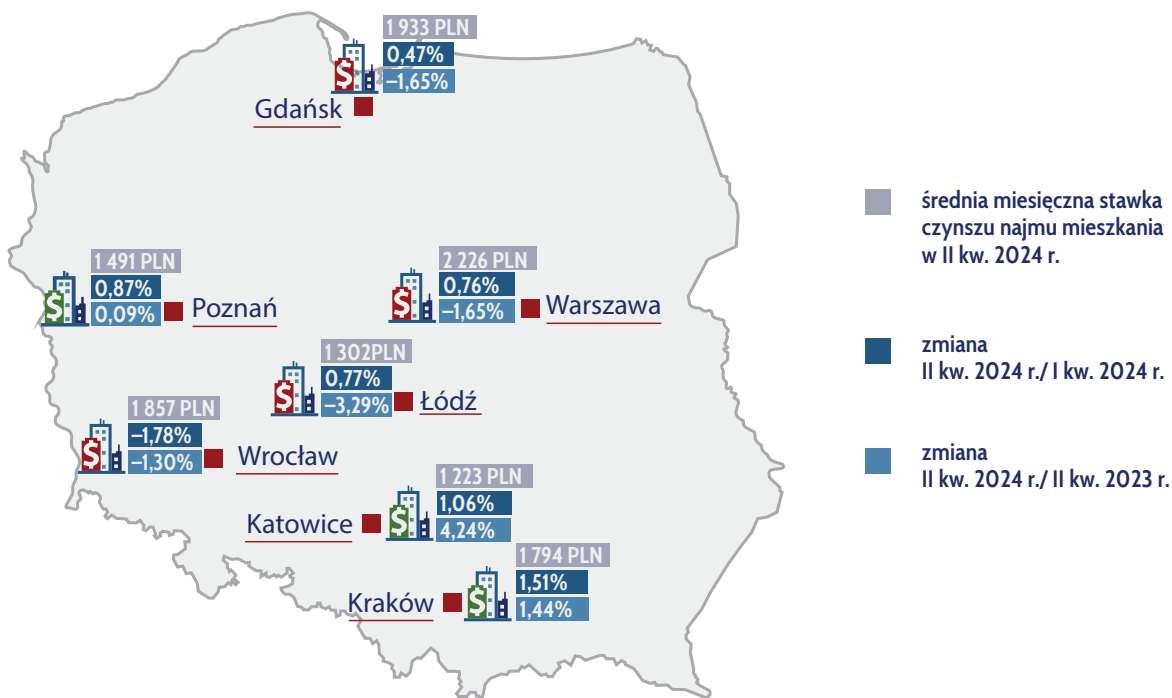 1 933 PLN
0,47%
–1,65%
Gdańsk
1 491 PLN
0,87%
0,09%
Poznań
2 226 PLN
0,76%
–1,65%
Warszawa
1 302PLN
0,77%
–3,29%
Łódź
1 857 PLN
–1,78%
–1,30%
Wrocław
1 223 PLN
1,06%
4,24%
Katowice
1 794 PLN
1,51%
1,44%
Kraków
średnia miesięczna stawka
czynszu najmu mieszkania
w II kw. 2024 r.
zmiana
II kw. 2024 r./ I kw. 2024 r.
zmiana
II kw. 2024 r./ II kw. 2023 r.